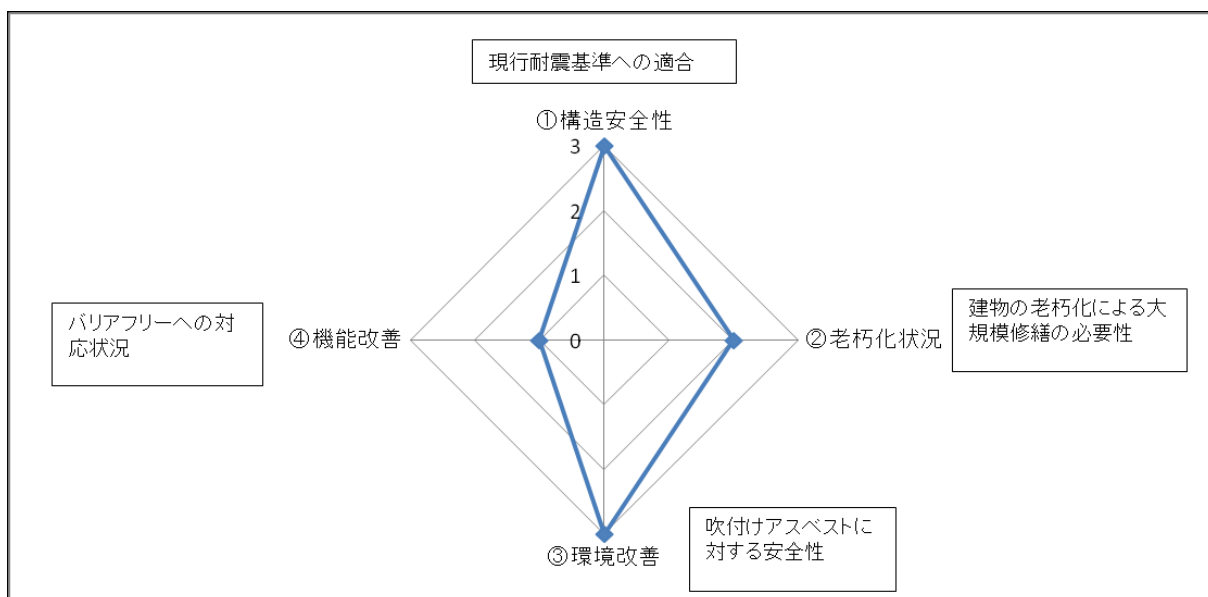 現行耐震基準への適合
①構造安全性
3
2
1
0
バリアフリーへの対
応状況
④機能改善
②老朽化状況
建物の老朽化による大
規模修繕の必要性
吹付けアスベストに
対する安全性
③環境改善